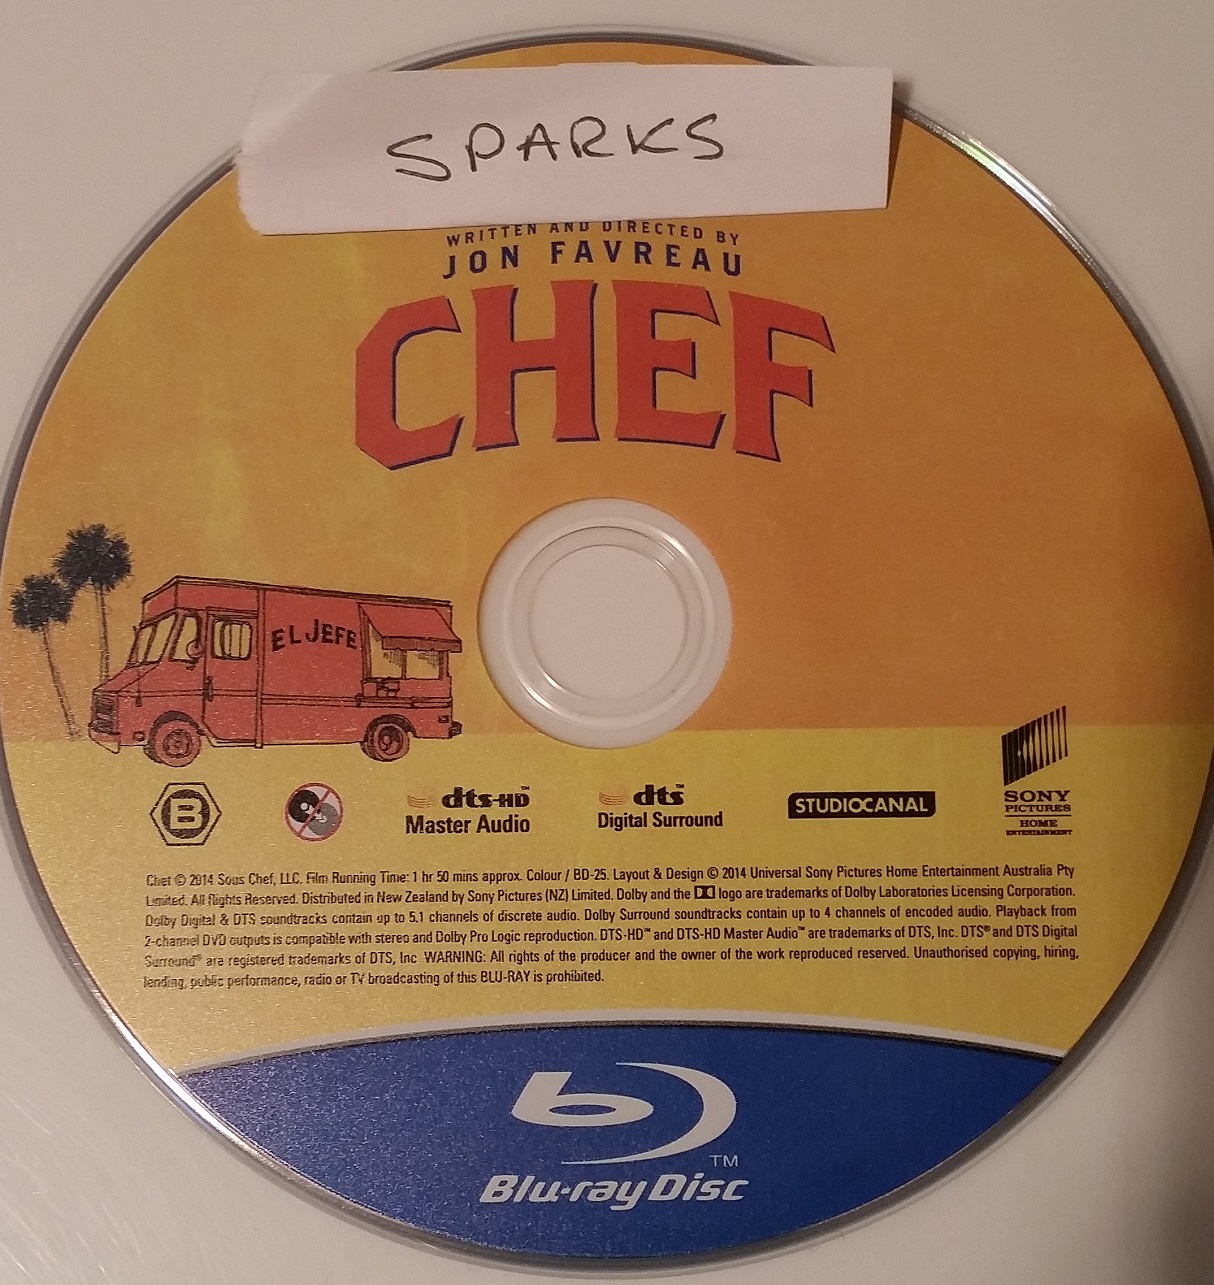 SPARKS
WRITTEN AND DIRECTED BY
JON FAVREAU
CHEF
EL JEFE
B
dts-HD™
Master Audio
dts™
Digital Surround
STUDIOCANAL
SONY
PICTURES
HOME
ENTERTAINMENT
Chef © 2014 Sous Chef, LLC. Film Running Time: 1 hr 50 mins approx. Colour / BD-25. Layout & Design © 2014 Universal Sony Pictures Home Entertainment Australia Pty
Limited. All Rights Reserved. Distributed in New Zealand by Sony Pictures (NZ) Limited. Dolby and the logo are trademarks of Dolby Laboratories Licensing Corporation.
Dolby Digital & DTS soundtracks contain up to 5.1 channels of discrete audio. Dolby Surround soundtracks contain up to 4 channels of encoded audio. Playback from
2-channel DVD outputs is compatible with stereo and Dolby Pro Logic reproduction. DTS-HD™ and DTS-HD Master Audio™ are trademarks of DTS, Inc. DTS® and DTS Digital
Surround® are registered trademarks of DTS, Inc WARNING: All rights of the producer and the owner of the work reproduced reserved. Unauthorised copying, hiring,
lending, public performance, radio or TV broadcasting of this BLU-RAY is prohibited.
Blu-ray Disc™